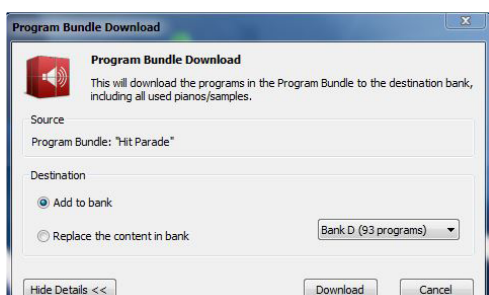 Program Bundle Download
Program Bundle Download
This will download the programs in the Program Bundle to the destination bank,
including all used pianos/samples.
Source
Program Bundle: "Hit Parade"
Destination
Add to bank
Replace the content in bank
Bank D (93 programs)
Hide Details << Download Cancel